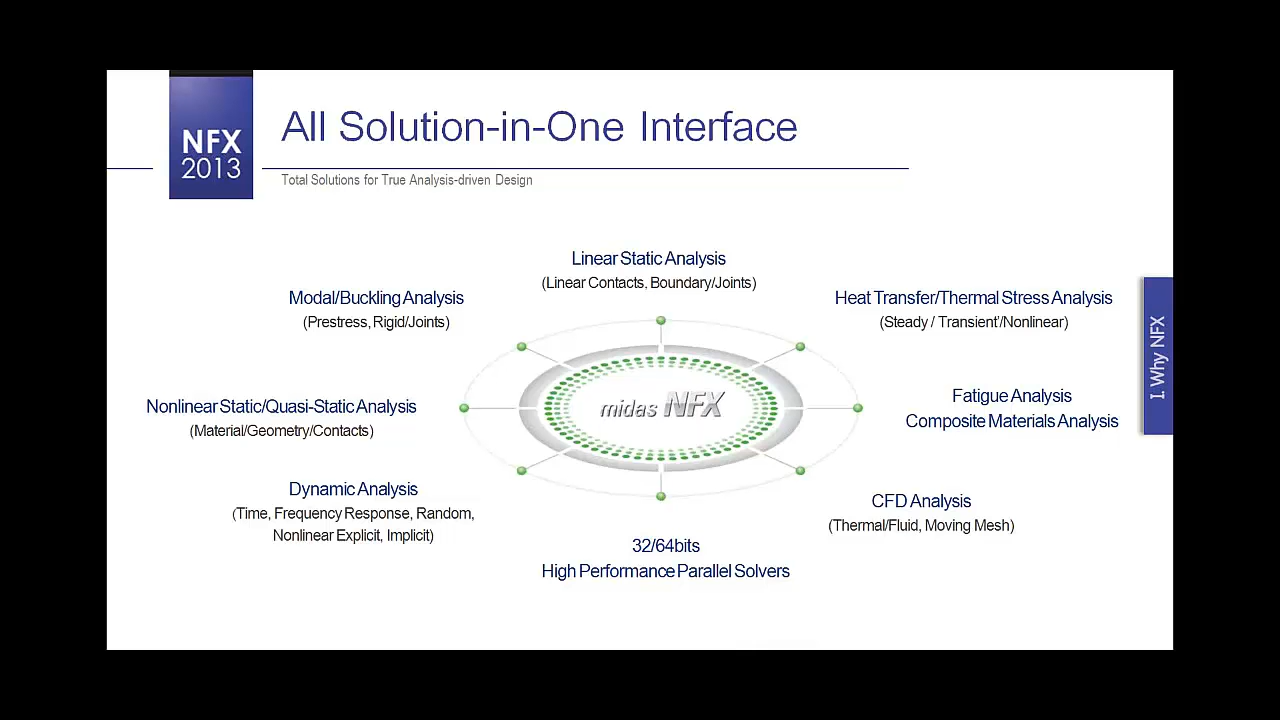 NFX
2013
All Solution-in-One Interface
Total Solutions for True Analysis-driven Design
Linear Static Analysis
(Linear Contacts, Boundary/Joints)
Modal/Buckling Analysis
(Prestress, Rigid/Joints)
Heat Transfer/Thermal Stress Analysis
(Steady / Transient'/Nonlinear)
I. Why NFX
midas NFX
Nonlinear Static/Quasi-Static Analysis
(Material/Geometry/Contacts)
Fatigue Analysis
Composite Materials Analysis
Dynamic Analysis
(Time, Frequency Response, Random,
Nonlinear Explicit, Implicit)
CFD Analysis
(Thermal/Fluid, Moving Mesh)
32/64bits
High Performance Parallel Solvers